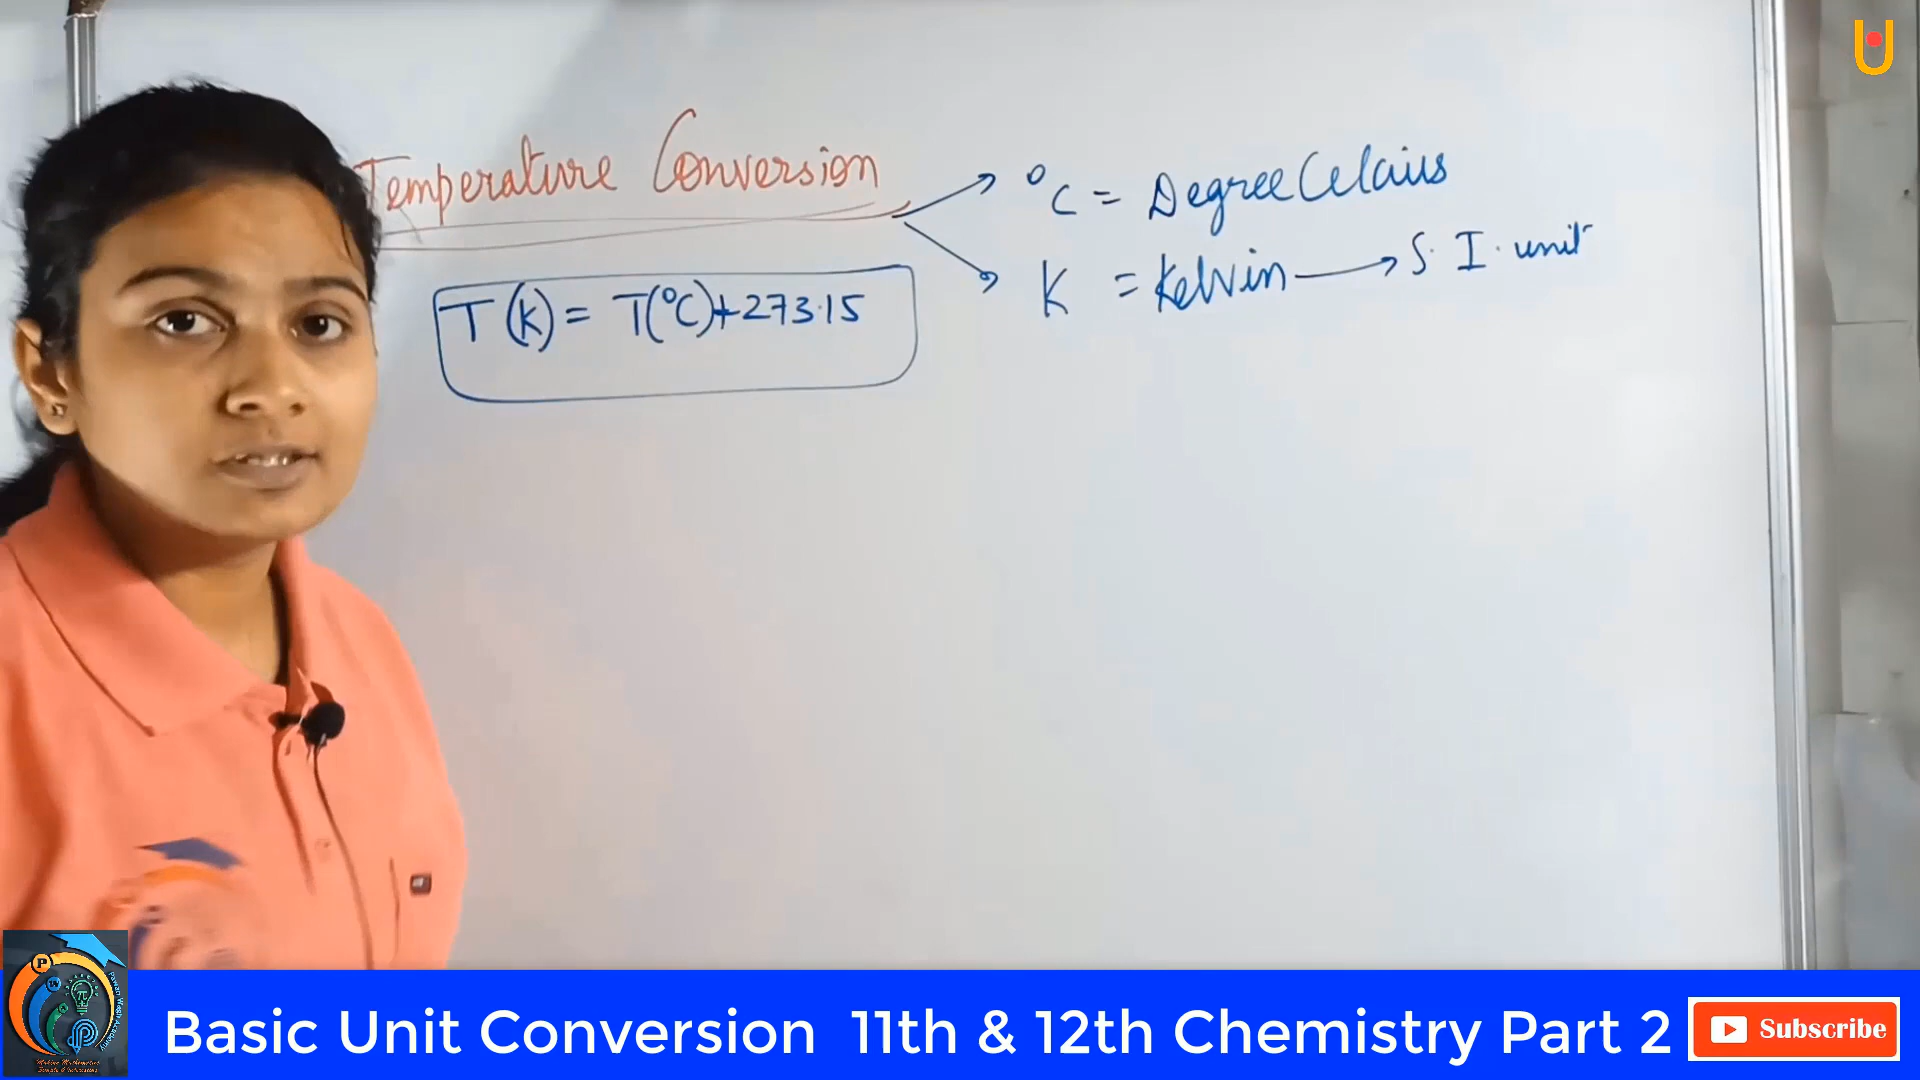 Temperature Conversion
°C = Degree Celcius
K = Kelvin → S.I. unit
T (K) = T(°C) + 273.15
Basic Unit Conversion 11th & 12th Chemistry Part 2
Subscribe